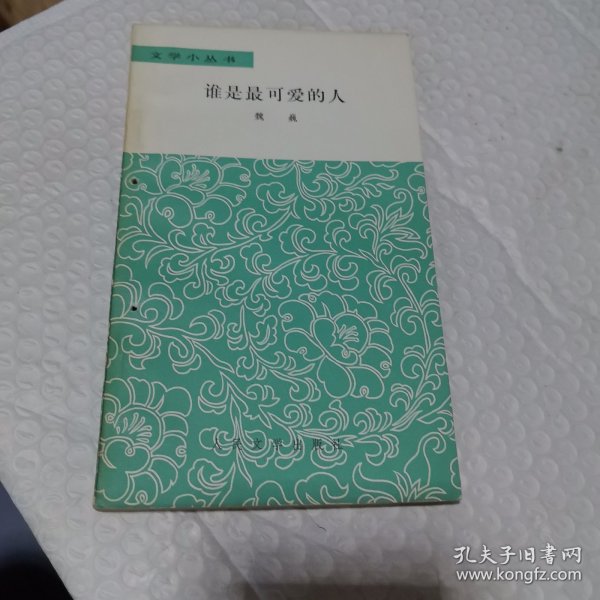 文学小丛书
谁是最可爱的人
魏巍
人民文学出版社
孔夫子旧书网
www.kongfz.com